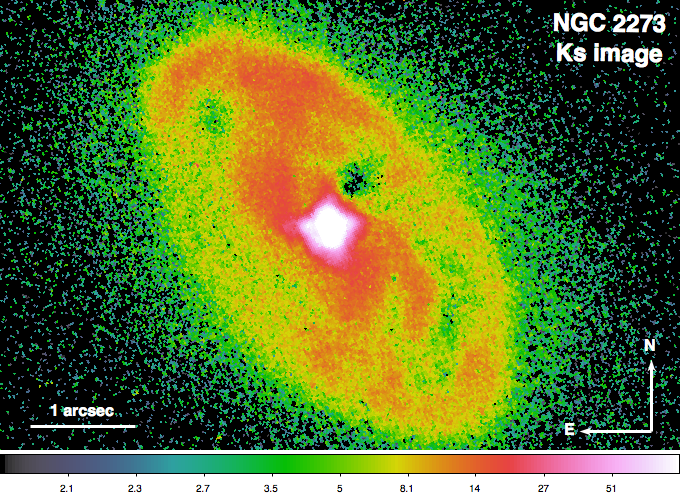 NGC 2273
Ks image
N
1 arcsec
E
2.1 2.3 2.7 3.5 5 8.1 14 27 51